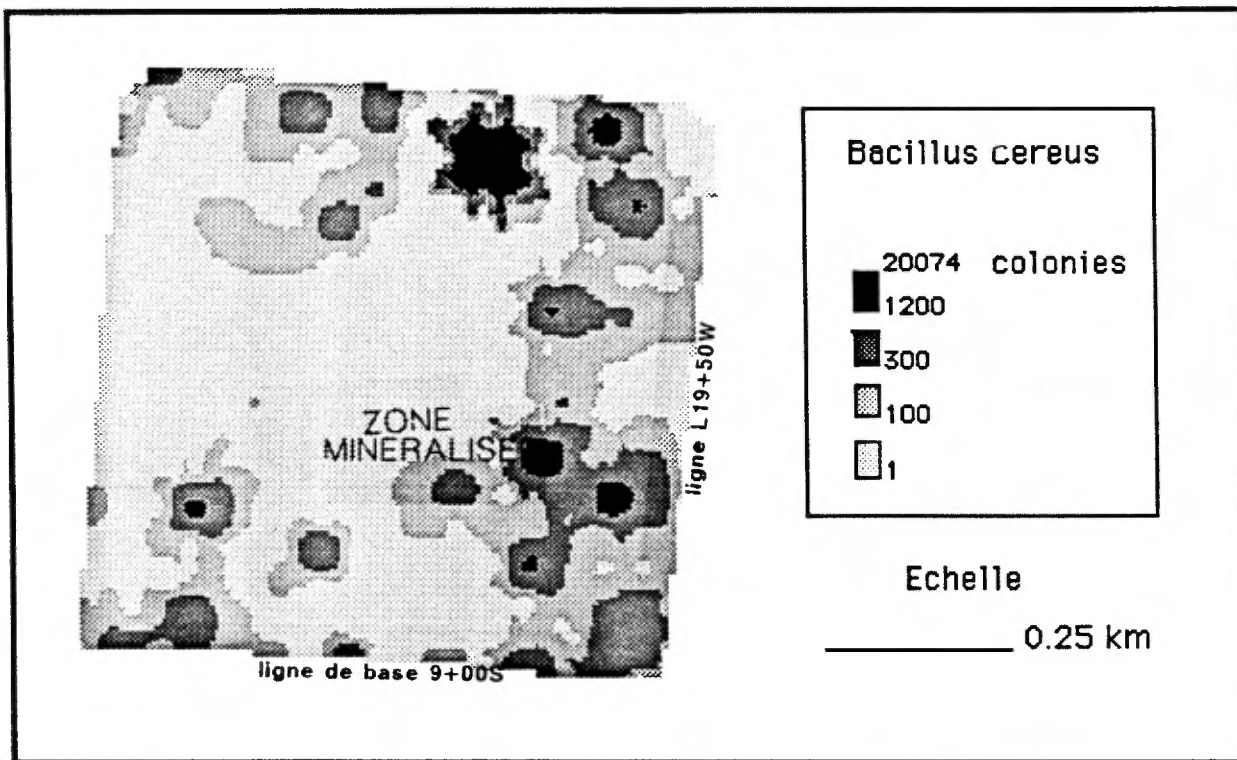 Bacillus cereus
20074 colonies
1200
300
100
1
ZONE
MINERALISE
ligne L19+50W
ligne de base 9+00S
Echelle
0.25 km